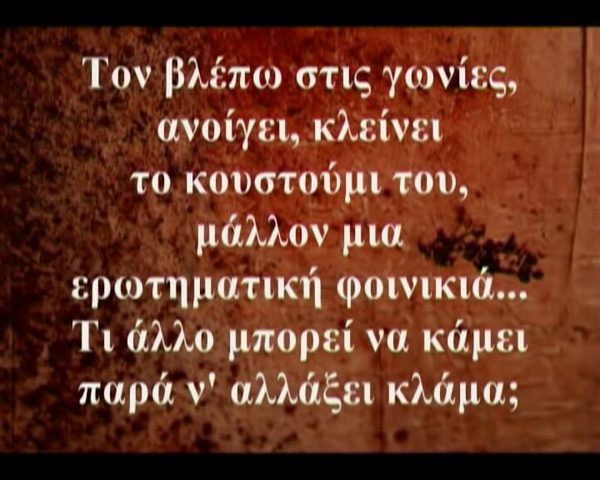 Τον βλέπω στις γωνίες,
ανοίγει, κλείνει
το κουστούμι του,
μάλλον μια
ερωτηματική φοινικιά...
Τι άλλο μπορεί να κάμει
παρά ν' αλλάξει κλάμα;